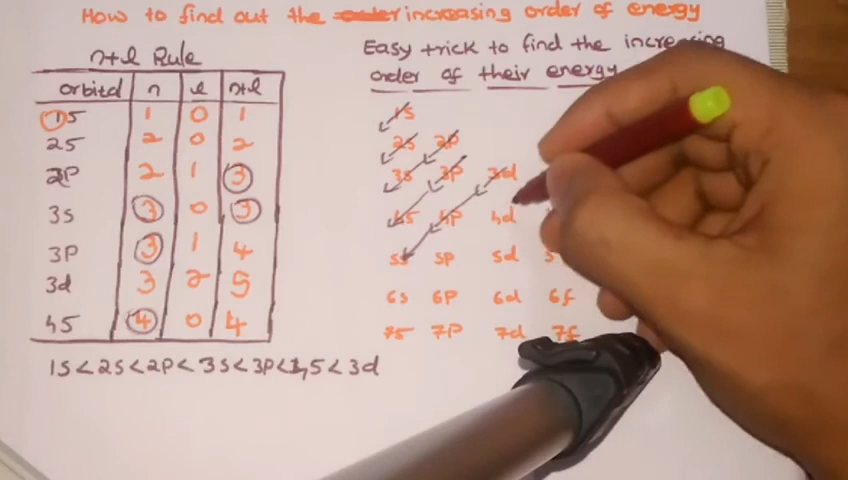 How to find out the increasing order of energy
n+l Rule
orbital n l n+l
1s 1 0 1
2s 2 0 2
2p 2 1 3
3s 3 0 3
3p 3 1 4
3d 3 2 5
4s 4 0 4
1s < 2s < 2p < 3s < 3p < 4s < 3d
Easy trick to find the increasing
order of their energy
1s
2s 2p
3s 3p 3d
4s 4p 4d
5s 5p 5d
6s 6p 6d 6f
7s 7p 7d 7f